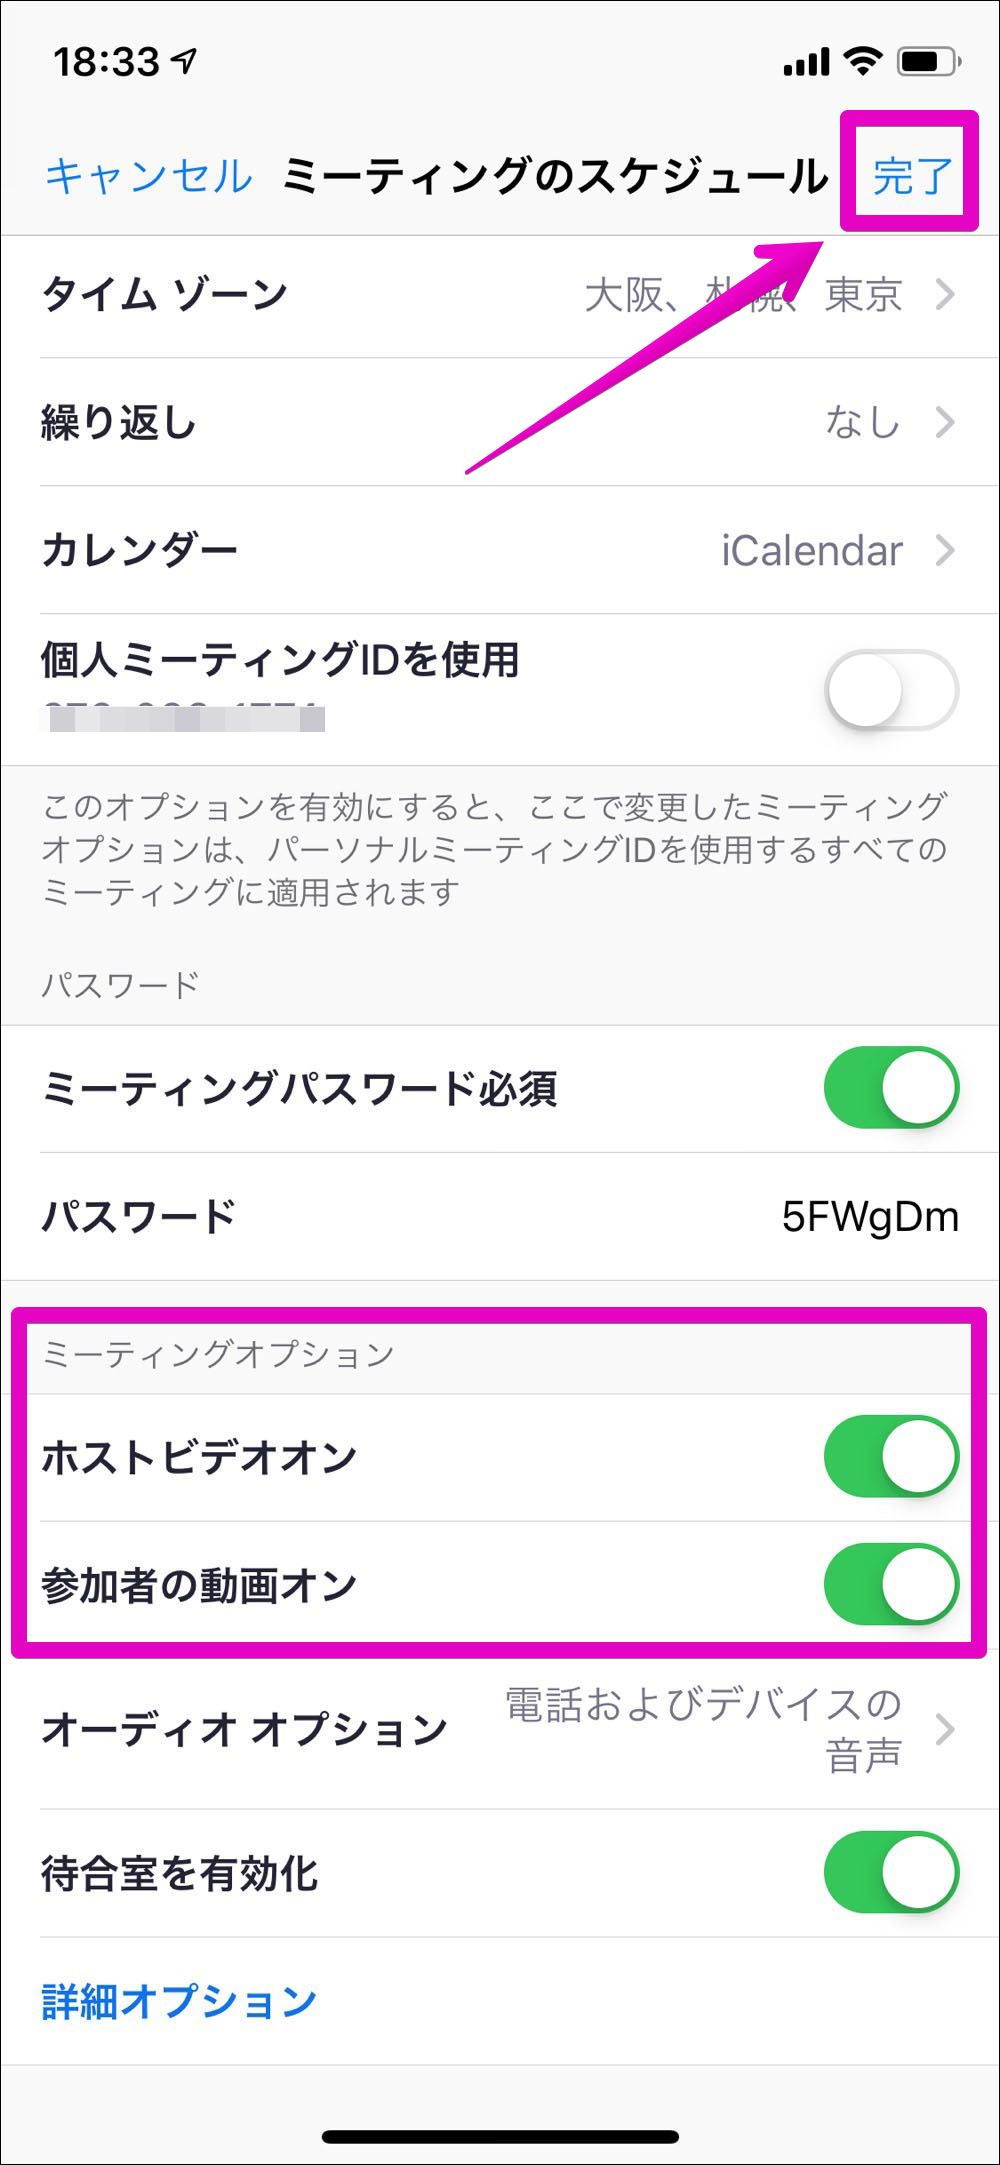 18:33
キャンセル ミーティングのスケジュール 完了
タイム ゾーン 大阪、札幌、東京
繰り返し なし
カレンダー iCalendar
個人ミーティングIDを使用
このオプションを有効にすると、ここで変更したミーティング
オプションは、パーソナルミーティングIDを使用するすべての
ミーティングに適用されます
パスワード
ミーティングパスワード必須
パスワード 5FWgDm
ミーティングオプション
ホストビデオオン
参加者の動画オン
オーディオ オプション 電話およびデバイスの
音声
待合室を有効化
詳細オプション